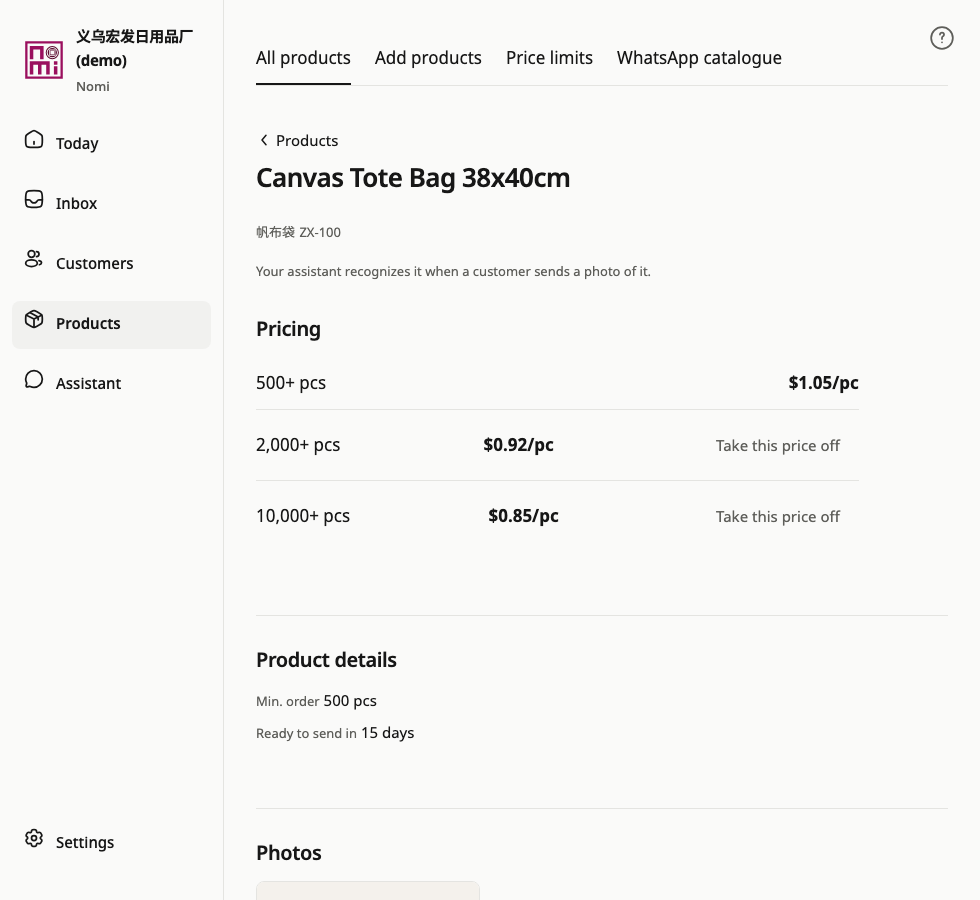 义乌宏发日用品厂
(demo)
Nomi
Today
Inbox
Customers
Products
Assistant
Settings
All products
Add products
Price limits
WhatsApp catalogue
?
Products
Canvas Tote Bag 38x40cm
帆布袋 ZX-100
Your assistant recognizes it when a customer sends a photo of it.
Pricing
500+ pcs $1.05/pc
2,000+ pcs $0.92/pc Take this price off
10,000+ pcs $0.85/pc Take this price off
Product details
Min. order 500 pcs
Ready to send in 15 days
Photos